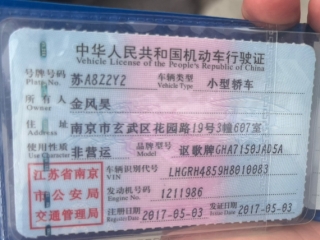 中华人民共和国机动车行驶证
Vehicle License of the People's Republic of China
号牌号码 苏A8Z2Y2 车辆类型 小型轿车
Plate No. Vehicle Type
所有人 金风昊
Owner
住址 南京市玄武区花园路19号3幢607室
Address
使用性质 非营运 品牌型号 讴歌牌GHA7150JAD5A
Use Character Model
江苏省南京市公安局交通管理局
车辆识别代号 LHGRH4859H8010083
VIN
发动机号码 1211986
Engine No.
注册日期 2017-05-03 发证日期 2017-05-03
Register Date Issue Date